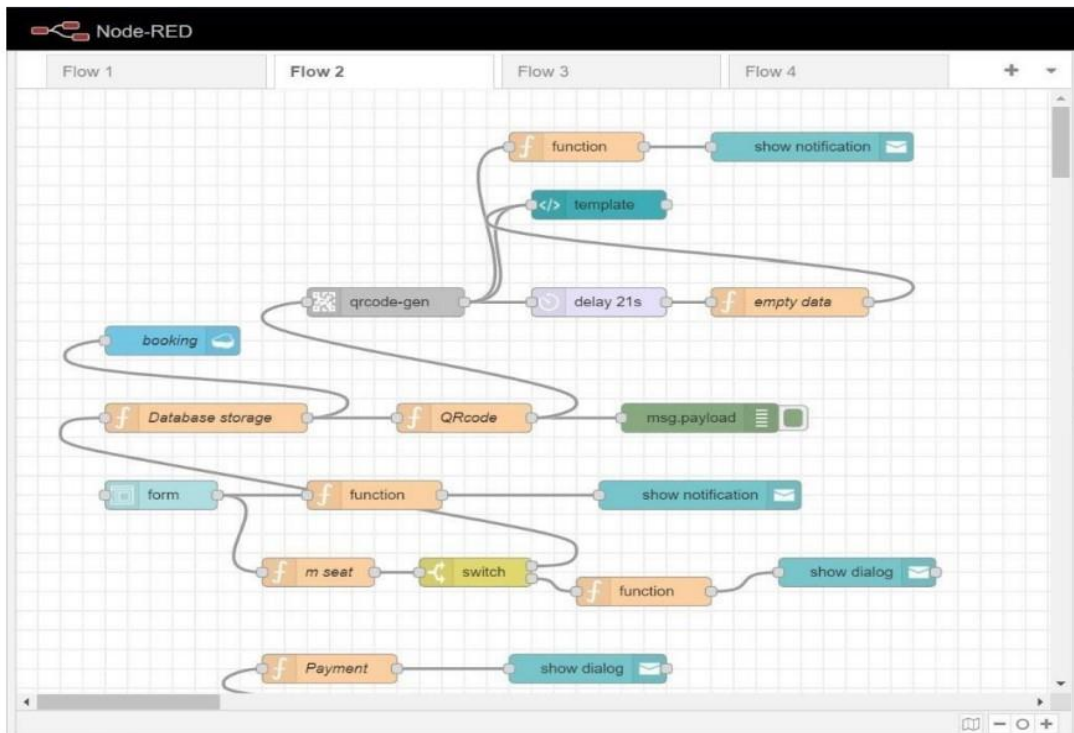 Node-RED
Flow 1 Flow 2 Flow 3 Flow 4
function show notification
template
qrcode-gen delay 21s empty data
booking
Database storage QRcode msg.payload
form function show notification
m seat switch function show dialog
Payment show dialog